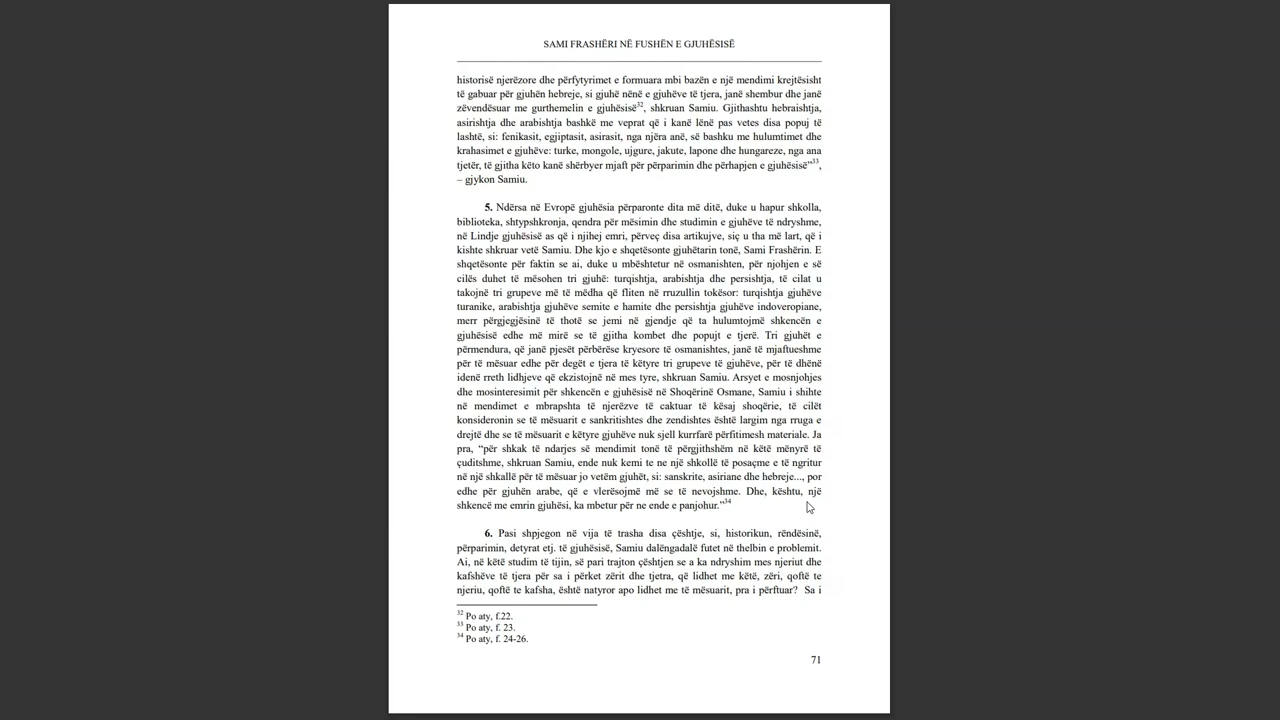 SAMI FRASHËRI NË FUSHËN E GJUHËSISË
historisë njerëzore dhe përfytyrimet e formuara mbi bazën e një mendimi krejtësisht
të gabuar për gjuhën hebreje, si gjuhë nënë e gjuhëve të tjera, janë shembur dhe janë
zëvendësuar me gurthemelin e gjuhësisë32, shkruan Samiu. Gjithashtu hebraishtja,
asirishtja dhe arabishtja bashkë me veprat që i kanë lënë pas vetes disa popuj të
lashtë, si: fenikasit, egjiptasit, asirasit, nga njëra anë, së bashku me hulumtimet dhe
krahasimet e gjuhëve: turke, mongole, ujgure, jakute, lapone dhe hungareze, nga ana
tjetër, të gjitha këto kanë shërbyer mjaft për përparimin dhe përhapjen e gjuhësisë”33,
– gjykon Samiu.
5. Ndërsa në Evropë gjuhësia përparonte dita më ditë, duke u hapur shkolla,
biblioteka, shtypshkronja, qendra për mësimin dhe studimin e gjuhëve të ndryshme,
në Lindje gjuhësisë as që i njihej emri, përveç disa artikujve, siç u tha më lart, që i
kishte shkruar vetë Samiu. Dhe kjo e shqetësonte gjuhëtarin tonë, Sami Frashërin. E
shqetësonte për faktin se ai, duke u mbështetur në osmanishten, për njohjen e së
cilës duhet të mësohen tri gjuhë: turqishtja, arabishtja dhe persishtja, të cilat u
takojnë tri grupeve më të mëdha që fliten në rruzullin tokësor: turqishtja gjuhëve
turanike, arabishtja gjuhëve semite e hamite dhe persishtja gjuhëve indoveropiane,
merr përgjegjësinë të thotë se jemi në gjendje që ta hulumtojmë shkencën e
gjuhësisë edhe më mirë se të gjitha kombet dhe popujt e tjerë. Tri gjuhët e
përmendura, që janë pjesët përbërëse kryesore të osmanishtes, janë të mjaftueshme
për të mësuar edhe për degët e tjera të këtyre tri grupeve të gjuhëve, për të dhënë
idenë rreth lidhjeve që ekzistojnë në mes tyre, shkruan Samiu. Arsyet e mosnjohjes
dhe mosinteresimit për shkencën e gjuhësisë në Shoqërinë Osmane, Samiu i shihte
në mendimet e mbrapshta të njerëzve të caktuar të kësaj shoqërie, të cilët
konsideronin se të mësuarit e sankritishtes dhe zendishtes është largim nga rruga e
drejtë dhe se të mësuarit e këtyre gjuhëve nuk sjell kurrfarë përfitimesh materiale. Ja
pra, “për shkak të ndarjes së mendimit tonë të përgjithshëm në këtë mënyrë të
çuditshme, shkruan Samiu, ende nuk kemi te ne një shkollë të posaçme e të ngritur
në një shkallë për të mësuar jo vetëm gjuhët, si: sanskrite, asiriane dhe hebreje..., por
edhe për gjuhën arabe, që e vlerësojmë më se të nevojshme. Dhe, kështu, një
shkencë me emrin gjuhësi, ka mbetur për ne ende e panjohur.“34
6. Pasi shpjegon në vija të trasha disa çështje, si, historikun, rëndësinë,
përparimin, detyrat etj. të gjuhësisë, Samiu dalëngadalë futet në thelbin e problemit.
Ai, në këtë studim të tijin, së pari trajton çështjen se a ka ndryshim mes njeriut dhe
kafshëve të tjera për sa i përket zërit dhe tjetra, që lidhet me këtë, zëri, qoftë te
njeriu, qoftë te kafsha, është natyror apo lidhet me të mësuarit, pra i përftuar? Sa i
32 Po aty, f.22.
33 Po aty, f. 23.
34 Po aty, f. 24-26.
71